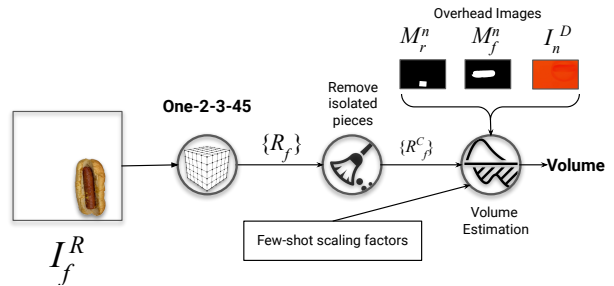 Overhead Images
M_r^n M_f^n I_n^D
Remove
isolated
pieces
One-2-3-45
{R_f}
{R_f^C}
Volume
I_f^R
Few-shot scaling factors
Volume
Estimation